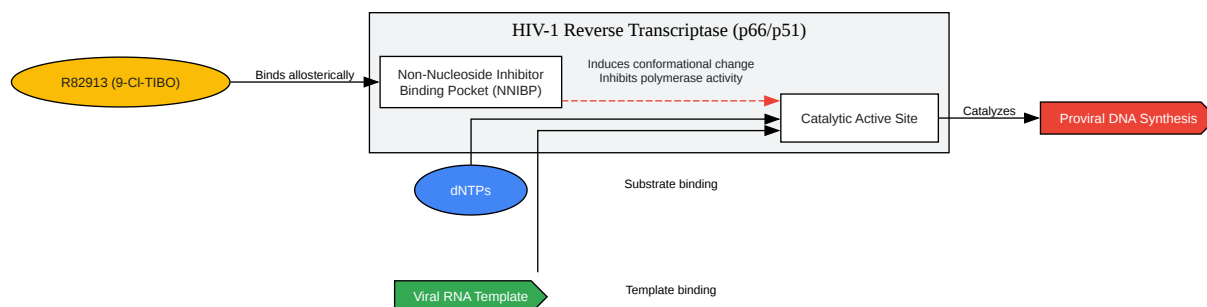 HIV-1 Reverse Transcriptase (p66/p51)
R82913 (9-Cl-TIBO)
Binds allosterically
Non-Nucleoside Inhibitor
Binding Pocket (NNIBP)
Induces conformational change
Inhibits polymerase activity
Catalytic Active Site
Catalyzes
Proviral DNA Synthesis
dNTPs
Substrate binding
Viral RNA Template
Template binding